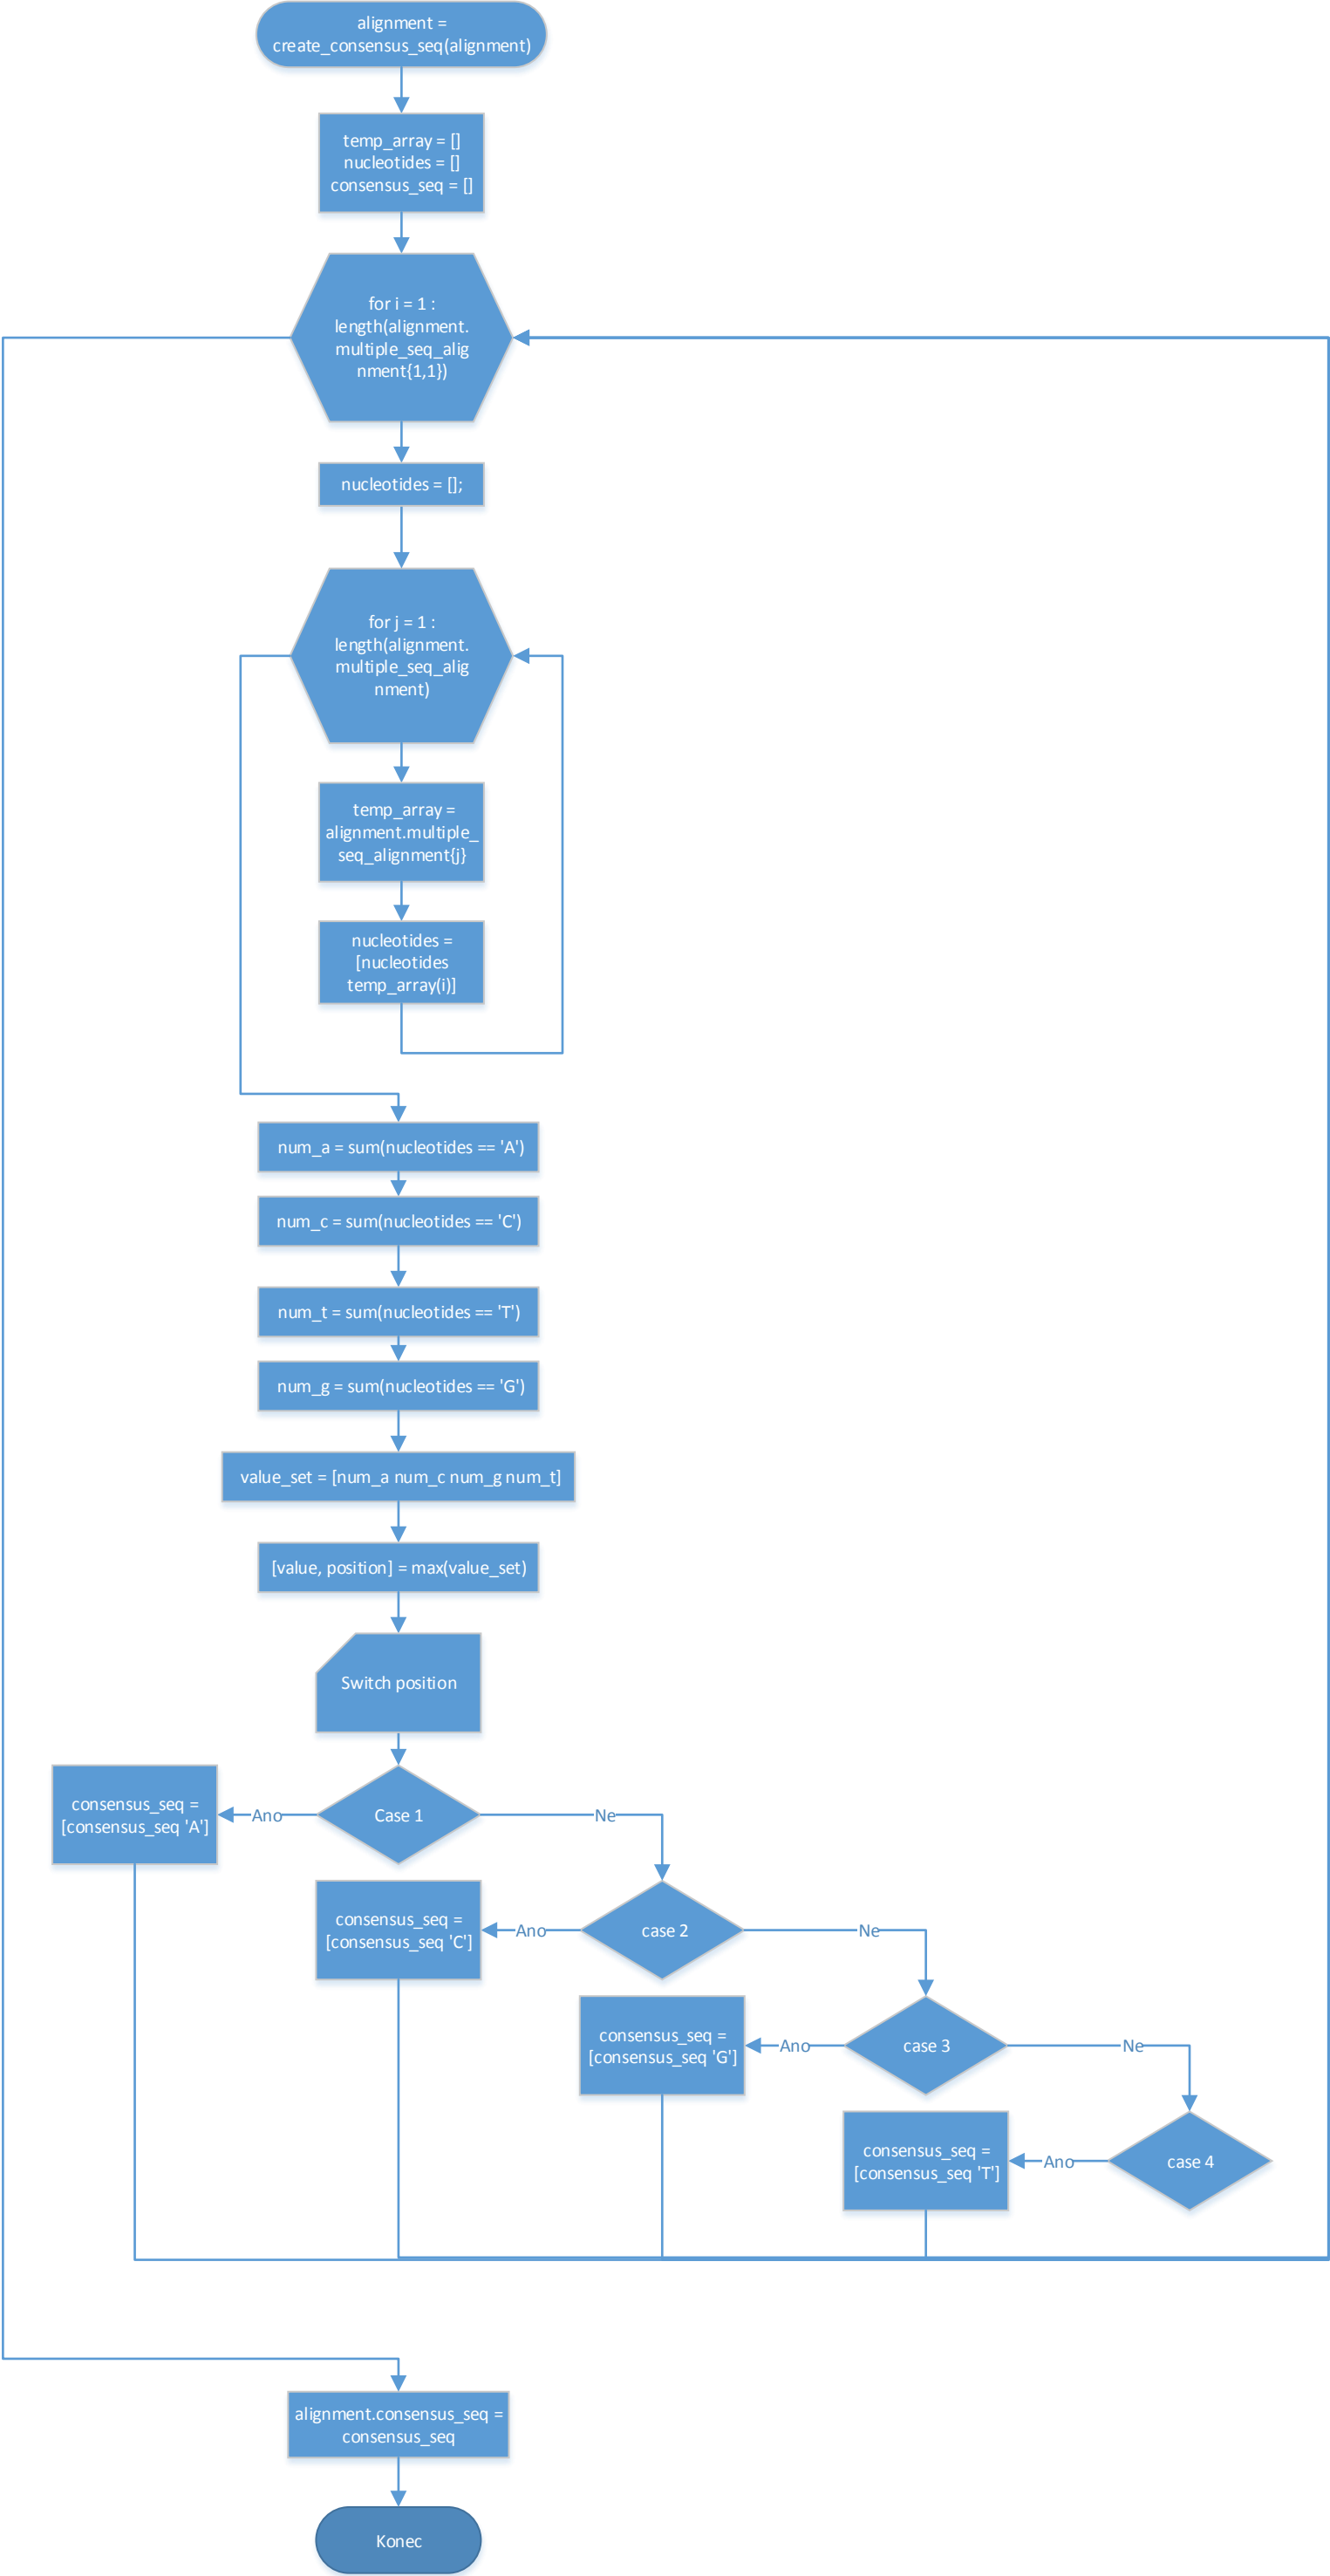 alignment =
create_consensus_seq(alignment)
temp_array = []
nucleotides = []
consensus_seq = []
for i = 1 :
length(alignment.
multiple_seq_alig
nment{1,1})
nucleotides = [];
for j = 1 :
length(alignment.
multiple_seq_alig
nment)
temp_array =
alignment.multiple_
seq_alignment{j}
nucleotides =
[nucleotides
temp_array(i)]
num_a = sum(nucleotides == 'A')
num_c = sum(nucleotides == 'C')
num_t = sum(nucleotides == 'T')
num_g = sum(nucleotides == 'G')
value_set = [num_a num_c num_g num_t]
[value, position] = max(value_set)
Switch position
consensus_seq =
[consensus_seq 'A']
Ano
Case 1
Ne
consensus_seq =
[consensus_seq 'C']
Ano
case 2
Ne
consensus_seq =
[consensus_seq 'G']
Ano
case 3
Ne
consensus_seq =
[consensus_seq 'T']
Ano
case 4
alignment.consensus_seq =
consensus_seq
Konec